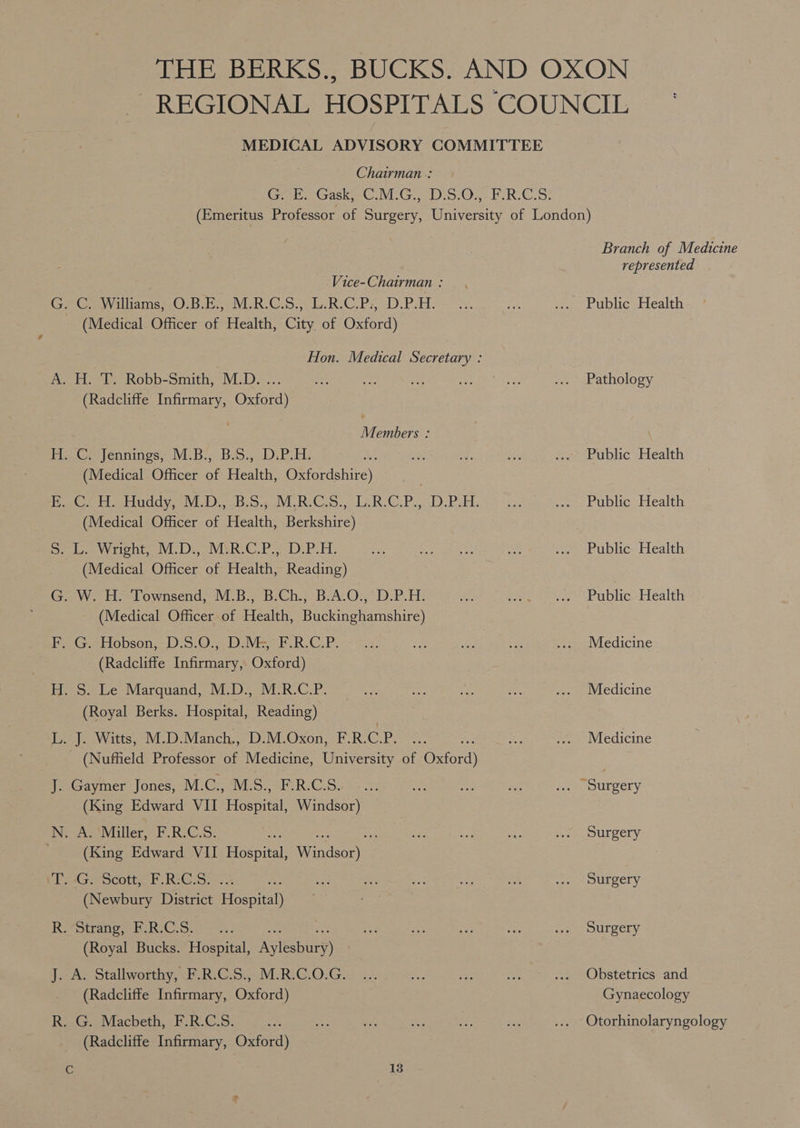 THE BERKS., BUCKS. AND OXON
REGIONAL HOSPITALS COUNCIL
MEDICAL ADVISORY COMMITTEE
Chairman :
G. E. Gask, C.M.G., D.S.O., F.R.C.S.
(Emeritus Professor of Surgery, University of London)
Branch of Medicine
represented
Vice-Chairman :
G. C. Williams, O.B.E., M.R.C.S., L.R.C.P., D.P.H. ... ... ... Public Health
(Medical Officer of Health, City of Oxford)
Hon. Medical Secretary :
A. H. T. Robb-Smith, M.D. ... ... ... ... ... ... ... Pathology
(Radcliffe Infirmary, Oxford)
Members :
H. C. Jennings, M.B., B.S., D.P.H. ... ... ... ... ... Public Health
(Medical Officer of Health, Oxfordshire)
E. C. H. Huddy, M.D., B.S., M.R.C.S., L.R.C.P., D.P.H. ... ... Public Health
(Medical Officer of Health, Berkshire)
S. L. Wright, M.D., M.R.C.P., D.P.H. ... ... ... ... ... Public Health
(Medical Officer of Health, Reading)
G. W. H. Townsend, M.B., B.Ch., B.A.O., D.P.H. ... ... ... Public Health
(Medical Officer of Health, Buckinghamshire)
F. G. Hobson, D.S.O., D.M., F.R.C.P. ... ... ... ... ... Medicine
(Radcliffe Infirmary, Oxford)
H. S. Le Marquand, M.D., M.R.C.P. ... ... ... ... ... Medicine
(Royal Berks. Hospital, Reading)
L. J. Witts, M.D.Manch., D.M.Oxon, F.R.C.P. ... ... ... ... Medicine
(Nuffield Professor of Medicine, University of Oxford)
J. Gaymer Jones, M.C., M.S., F.R.C.S. ... ... ... ... ... Surgery
(King Edward VII Hospital, Windsor)
N. A. Miller, F.R.C.S. ... ... ... ... ... ... ... Surgery
(King Edward VII Hospital, Windsor)
T. G. Scott, F.R.C.S. ... ... ... ... ... ... ... ... Surgery
(Newbury District Hospital)
R. Strang, F.R.C.S. ... ... ... ... ... ... ... ... Surgery
(Royal Bucks. Hospital, Aylesbury)
J. A. Stallworthy, F.R.C.S., M.R.C.O.G. ... ... ... ... ... Obstetrics and
(Radcliffe Infirmary, Oxford) Gynaecology
R. G. Macbeth, F.R.C.S. ... ... ... ... ... ... ... Otorhinolaryngology
(Radcliffe Infirmary, Oxford)
C 13